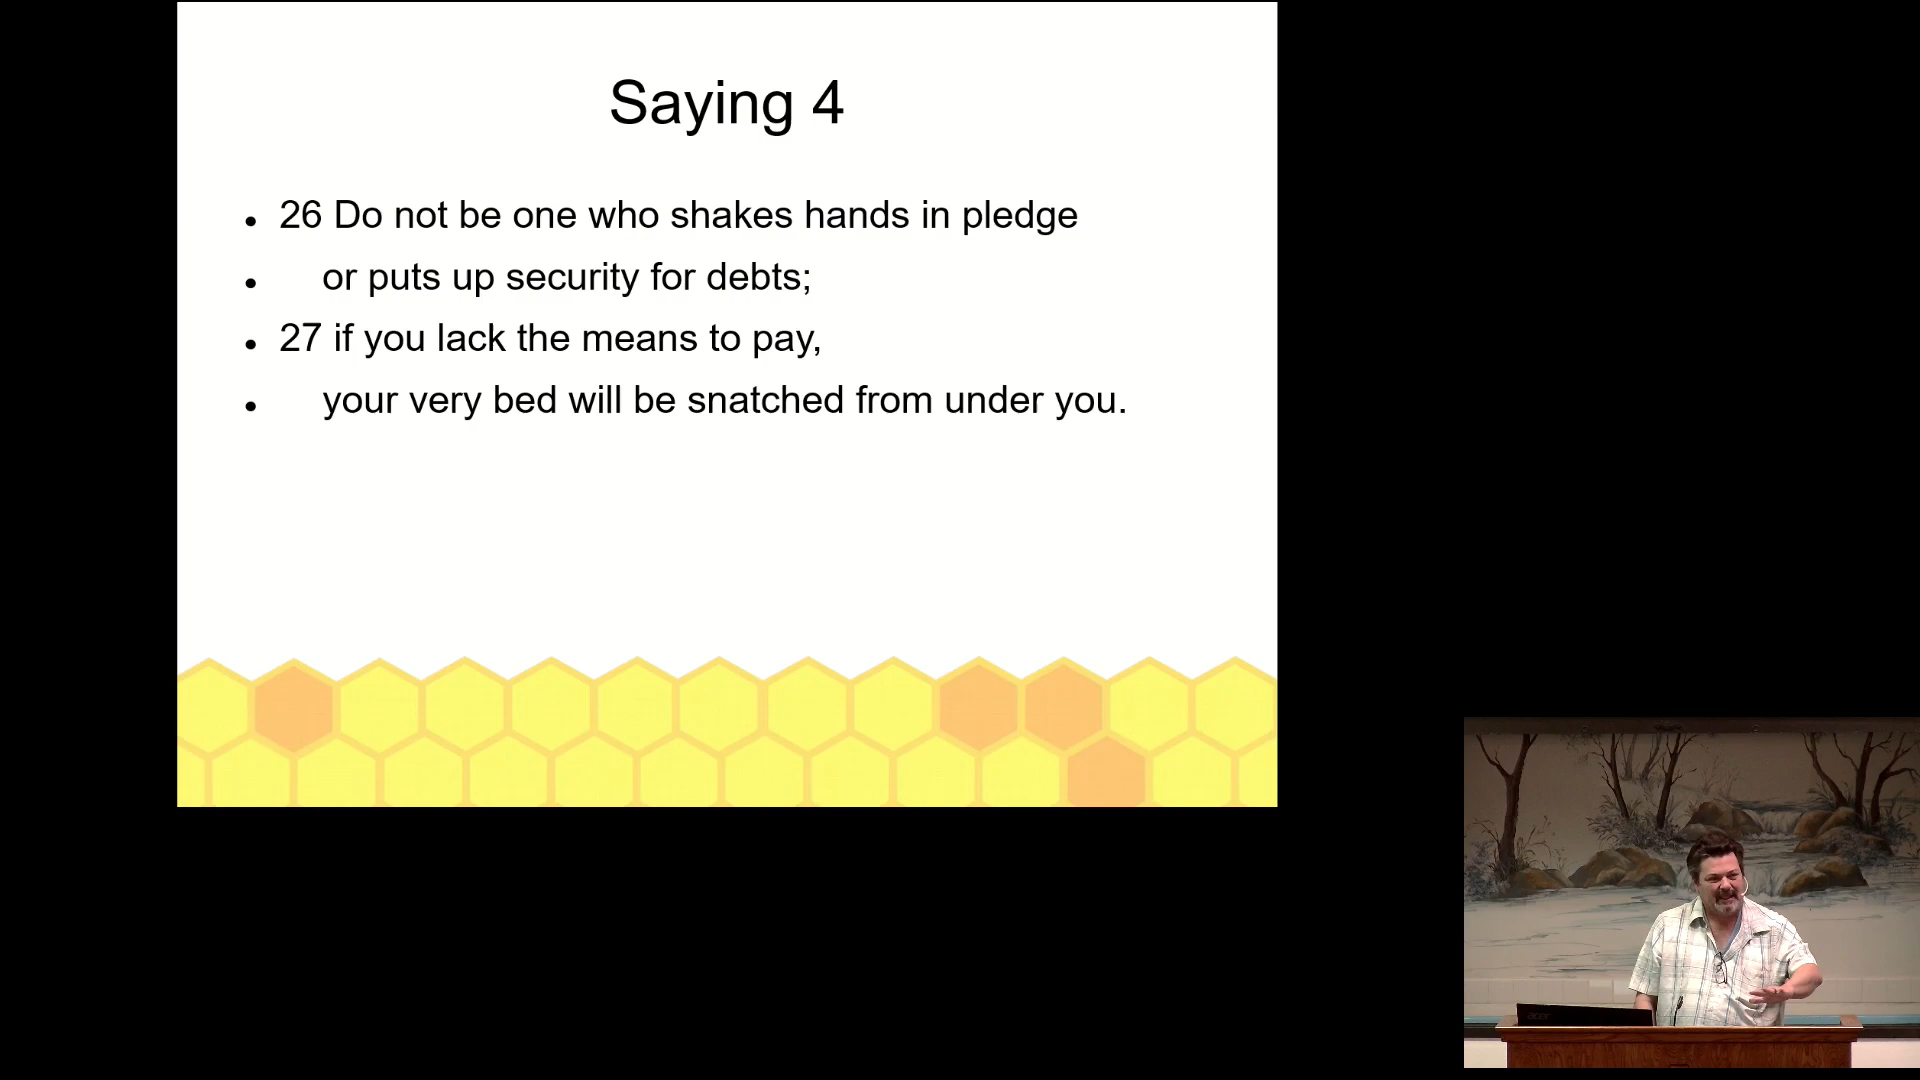 Saying 4
26 Do not be one who shakes hands in pledge
or puts up security for debts;
27 if you lack the means to pay,
your very bed will be snatched from under you.
acer